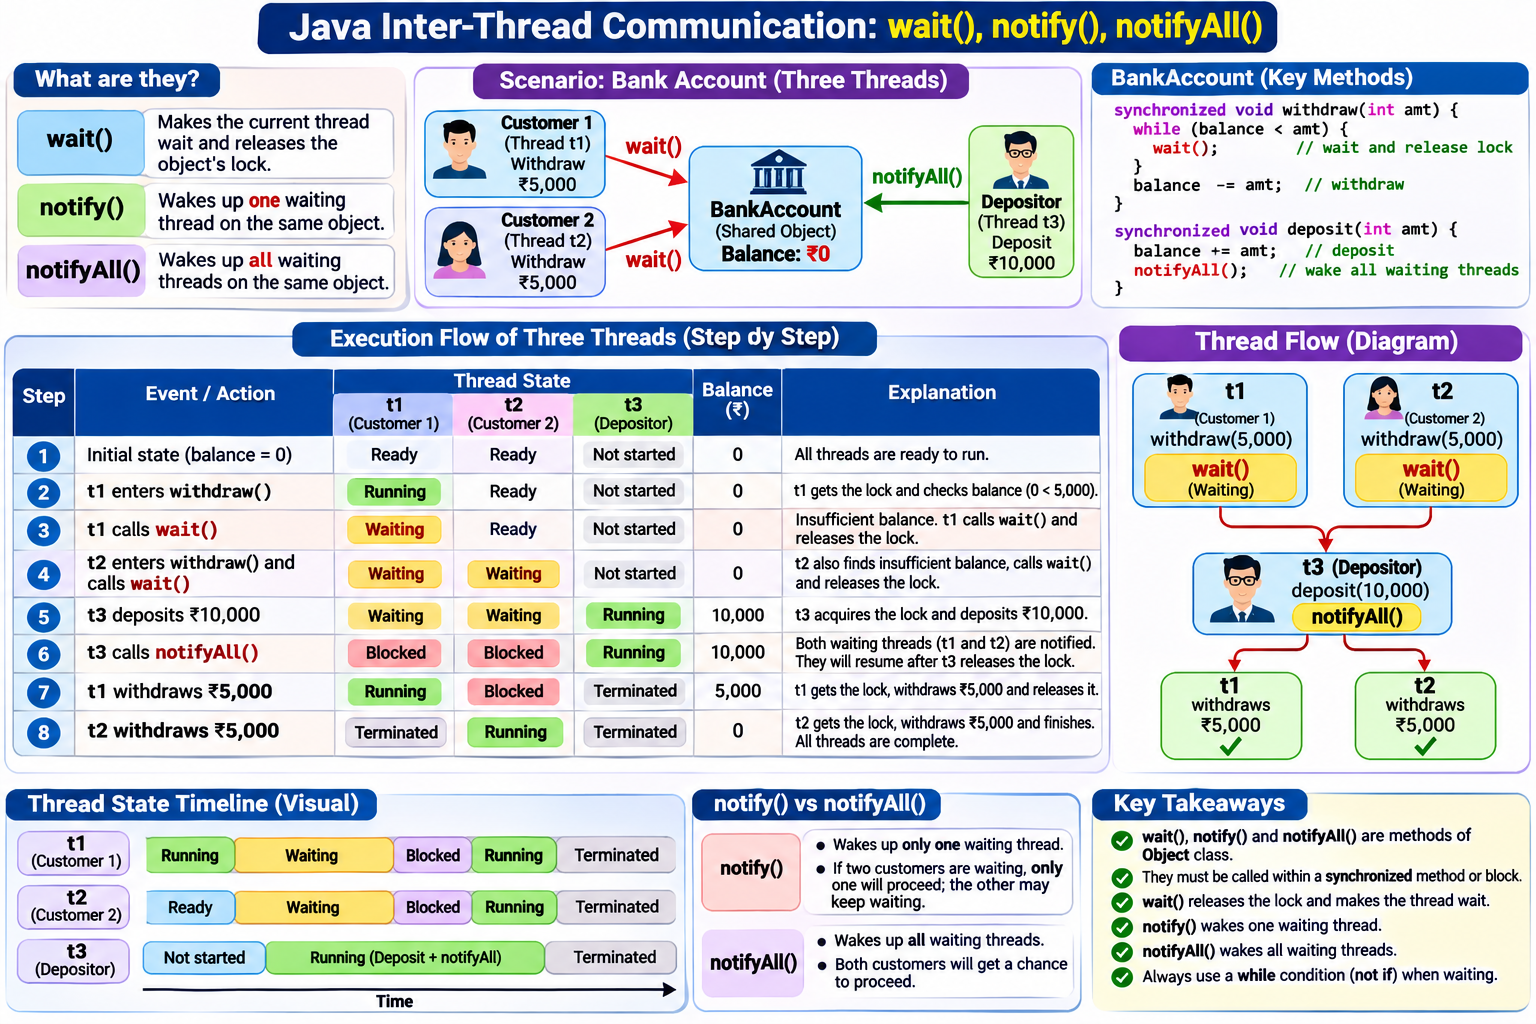 Java Inter-Thread Communication: wait(), notify(), notifyAll()
What are they?
wait()
Makes the current thread
wait and releases the
object's lock.
notify()
Wakes up one waiting
thread on the same object.
notifyAll()
Wakes up all waiting
threads on the same object.
Scenario: Bank Account (Three Threads)
Customer 1
(Thread t1)
Withdraw
₹5,000
wait()
Customer 2
(Thread t2)
Withdraw
₹5,000
wait()
BankAccount
(Shared Object)
Balance: ₹0
notifyAll()
Depositor
(Thread t3)
Deposit
₹10,000
BankAccount (Key Methods)
synchronized void withdraw(int amt) {
while (balance < amt) {
wait(); // wait and release lock
}
balance -= amt; // withdraw
}
synchronized void deposit(int amt) {
balance += amt; // deposit
notifyAll(); // wake all waiting threads
}
Execution Flow of Three Threads (Step dy Step)
Step
Event / Action
Thread State
t1
(Customer 1)
t2
(Customer 2)
t3
(Depositor)
Balance
(₹)
Explanation
1
Initial state (balance = 0)
Ready
Ready
Not started
0
All threads are ready to run.
2
t1 enters withdraw()
Running
Ready
Not started
0
t1 gets the lock and checks balance (0 < 5,000).
3
t1 calls wait()
Waiting
Ready
Not started
0
Insufficient balance. t1 calls wait() and
releases the lock.
4
t2 enters withdraw() and
calls wait()
Waiting
Waiting
Not started
0
t2 also finds insufficient balance, calls wait()
and releases the lock.
5
t3 deposits ₹10,000
Waiting
Waiting
Running
10,000
t3 acquires the lock and deposits ₹10,000.
6
t3 calls notifyAll()
Blocked
Blocked
Running
10,000
Both waiting threads (t1 and t2) are notified.
They will resume after t3 releases the lock.
7
t1 withdraws ₹5,000
Running
Blocked
Terminated
5,000
t1 gets the lock, withdraws ₹5,000 and releases it.
8
t2 withdraws ₹5,000
Terminated
Running
Terminated
0
t2 gets the lock, withdraws ₹5,000 and finishes.
All threads are complete.
Thread Flow (Diagram)
t1
(Customer 1)
withdraw(5,000)
wait()
(Waiting)
t2
(Customer 2)
withdraw(5,000)
wait()
(Waiting)
t3 (Depositor)
deposit(10,000)
notifyAll()
t1
withdraws
₹5,000
t2
withdraws
₹5,000
Thread State Timeline (Visual)
t1
(Customer 1)
Running
Waiting
Blocked
Running
Terminated
t2
(Customer 2)
Ready
Waiting
Blocked
Running
Terminated
t3
(Depositor)
Not started
Running (Deposit + notifyAll)
Terminated
Time
notify() vs notifyAll()
notify()
• Wakes up only one waiting thread.
• If two customers are waiting, only
one will proceed; the other may
keep waiting.
notifyAll()
• Wakes up all waiting threads.
• Both customers will get a chance
to proceed.
Key Takeaways
wait(), notify() and notifyAll() are methods of
Object class.
They must be called within a synchronized method or block.
wait() releases the lock and makes the thread wait.
notify() wakes one waiting thread.
notifyAll() wakes all waiting threads.
Always use a while condition (not if) when waiting.